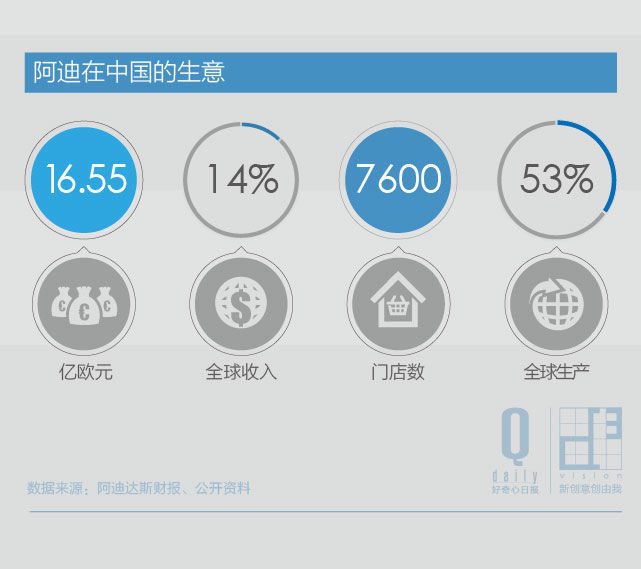 阿迪在中国的生意
16.55
14%
7600
53%
亿欧元
全球收入
门店数
全球生产
数据来源：阿迪达斯财报、公开资料
Q
daily
好奇心日报
vision
新创意创由我